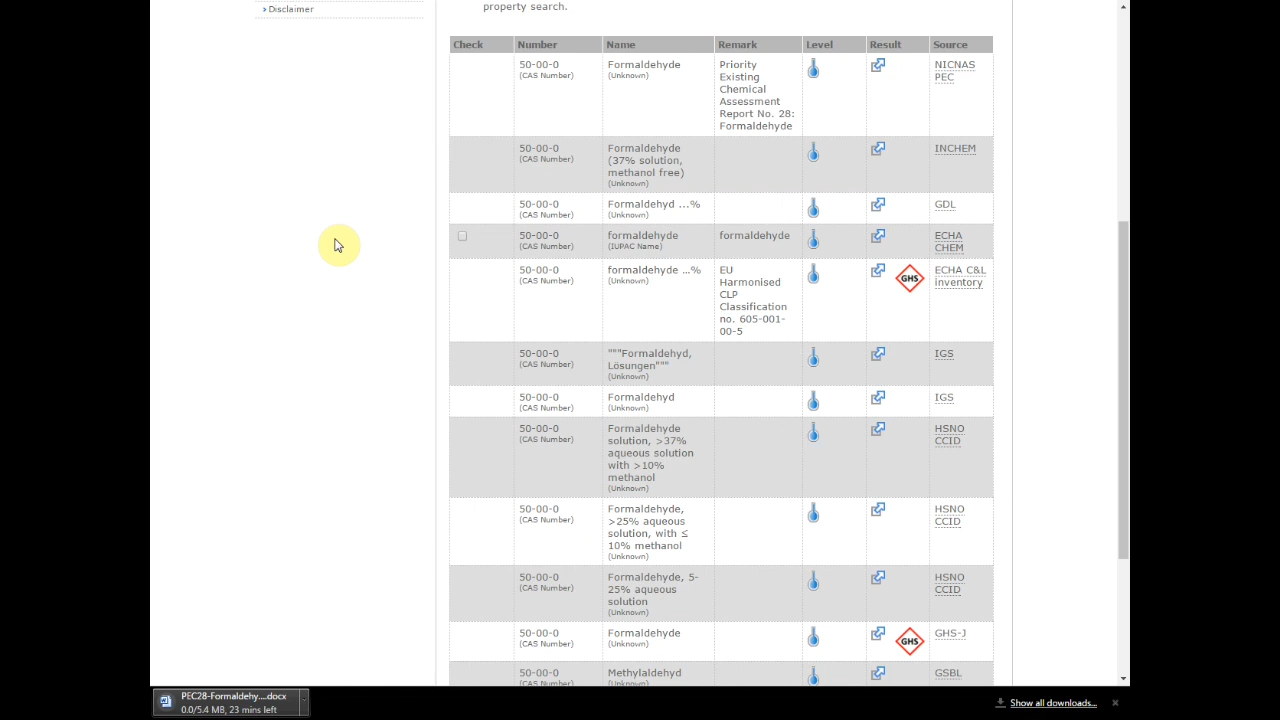 Disclaimer
property search.
Check Number Name Remark Level Result Source
50-00-0
(CAS Number)
Formaldehyde
(Unknown)
Priority
Existing
Chemical
Assessment
Report No. 28:
Formaldehyde
NICNAS
PEC
50-00-0
(CAS Number)
Formaldehyde
(37% solution,
methanol free)
(Unknown)
INCHEM
50-00-0
(CAS Number)
Formaldehyd ...%
(Unknown)
GDL
50-00-0
(CAS Number)
formaldehyde
(IUPAC Name)
formaldehyde
ECHA
CHEM
50-00-0
(CAS Number)
formaldehyde ...%
(Unknown)
EU
Harmonised
CLP
Classification
no. 605-001-
00-5
GHS
ECHA C&L
inventory
50-00-0
(CAS Number)
"""Formaldehyd,
Lösungen"""
(Unknown)
IGS
50-00-0
(CAS Number)
Formaldehyd
(Unknown)
IGS
50-00-0
(CAS Number)
Formaldehyde
solution, >37%
aqueous solution
with >10%
methanol
(Unknown)
HSNO
CCID
50-00-0
(CAS Number)
Formaldehyde,
>25% aqueous
solution, with ≤
10% methanol
(Unknown)
HSNO
CCID
50-00-0
(CAS Number)
Formaldehyde, 5-
25% aqueous
solution
(Unknown)
HSNO
CCID
50-00-0
(CAS Number)
Formaldehyde
(Unknown)
GHS
GHS-J
50-00-0
(CAS Number)
Methylaldehyd
(Unknown)
GSBL
PEC28-Formaldehy....docx
0.0/5.4 MB, 23 mins left
Show all downloads...